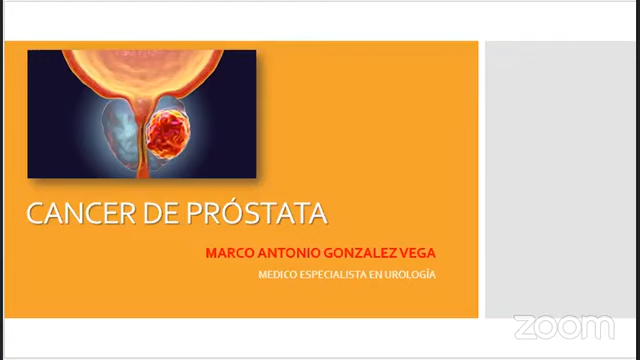 CANCER DE PRÓSTATA
MARCO ANTONIO GONZALEZ VEGA
MEDICO ESPECIALISTA EN UROLOGÍA
zoom